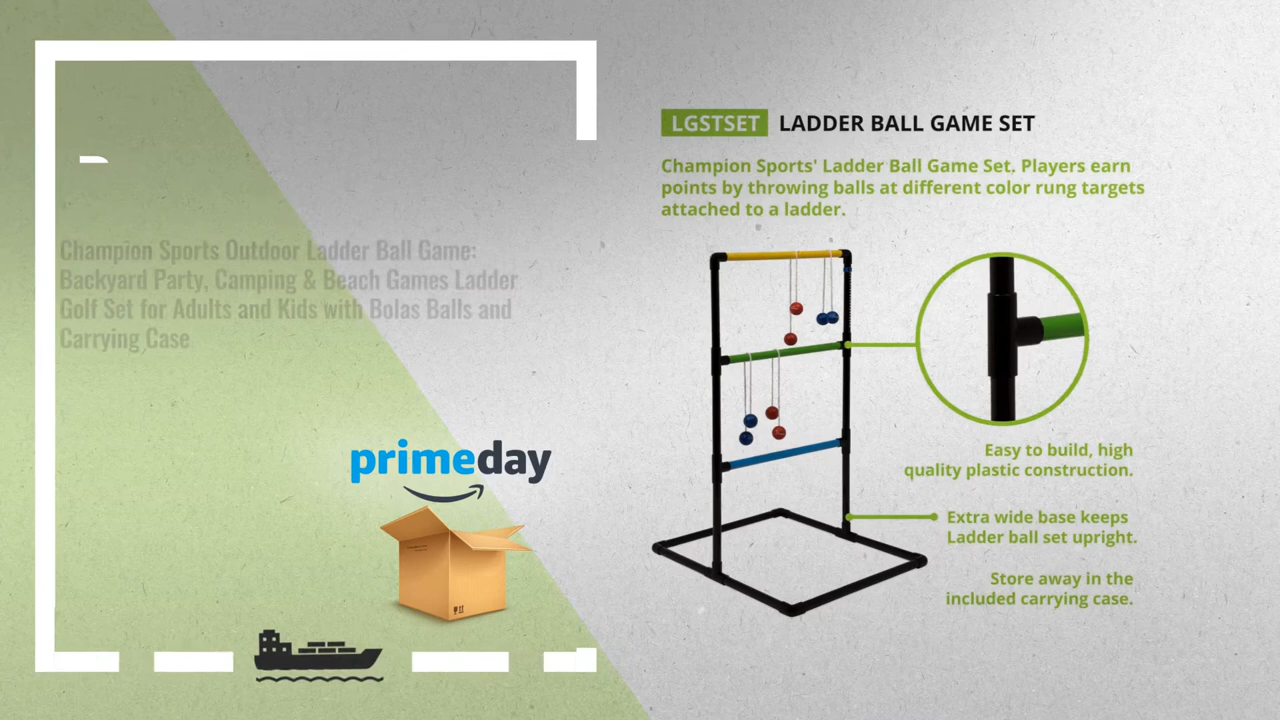 Champion Sports Outdoor Ladder Ball Game:
Backyard Party, Camping & Beach Games Ladder
Golf Set for Adults and Kids with Bolas Balls and
Carrying Case
primeday
LGSTSET LADDER BALL GAME SET
Champion Sports' Ladder Ball Game Set. Players earn
points by throwing balls at different color rung targets
attached to a ladder.
Easy to build, high
quality plastic construction.
Extra wide base keeps
Ladder ball set upright.
Store away in the
included carrying case.